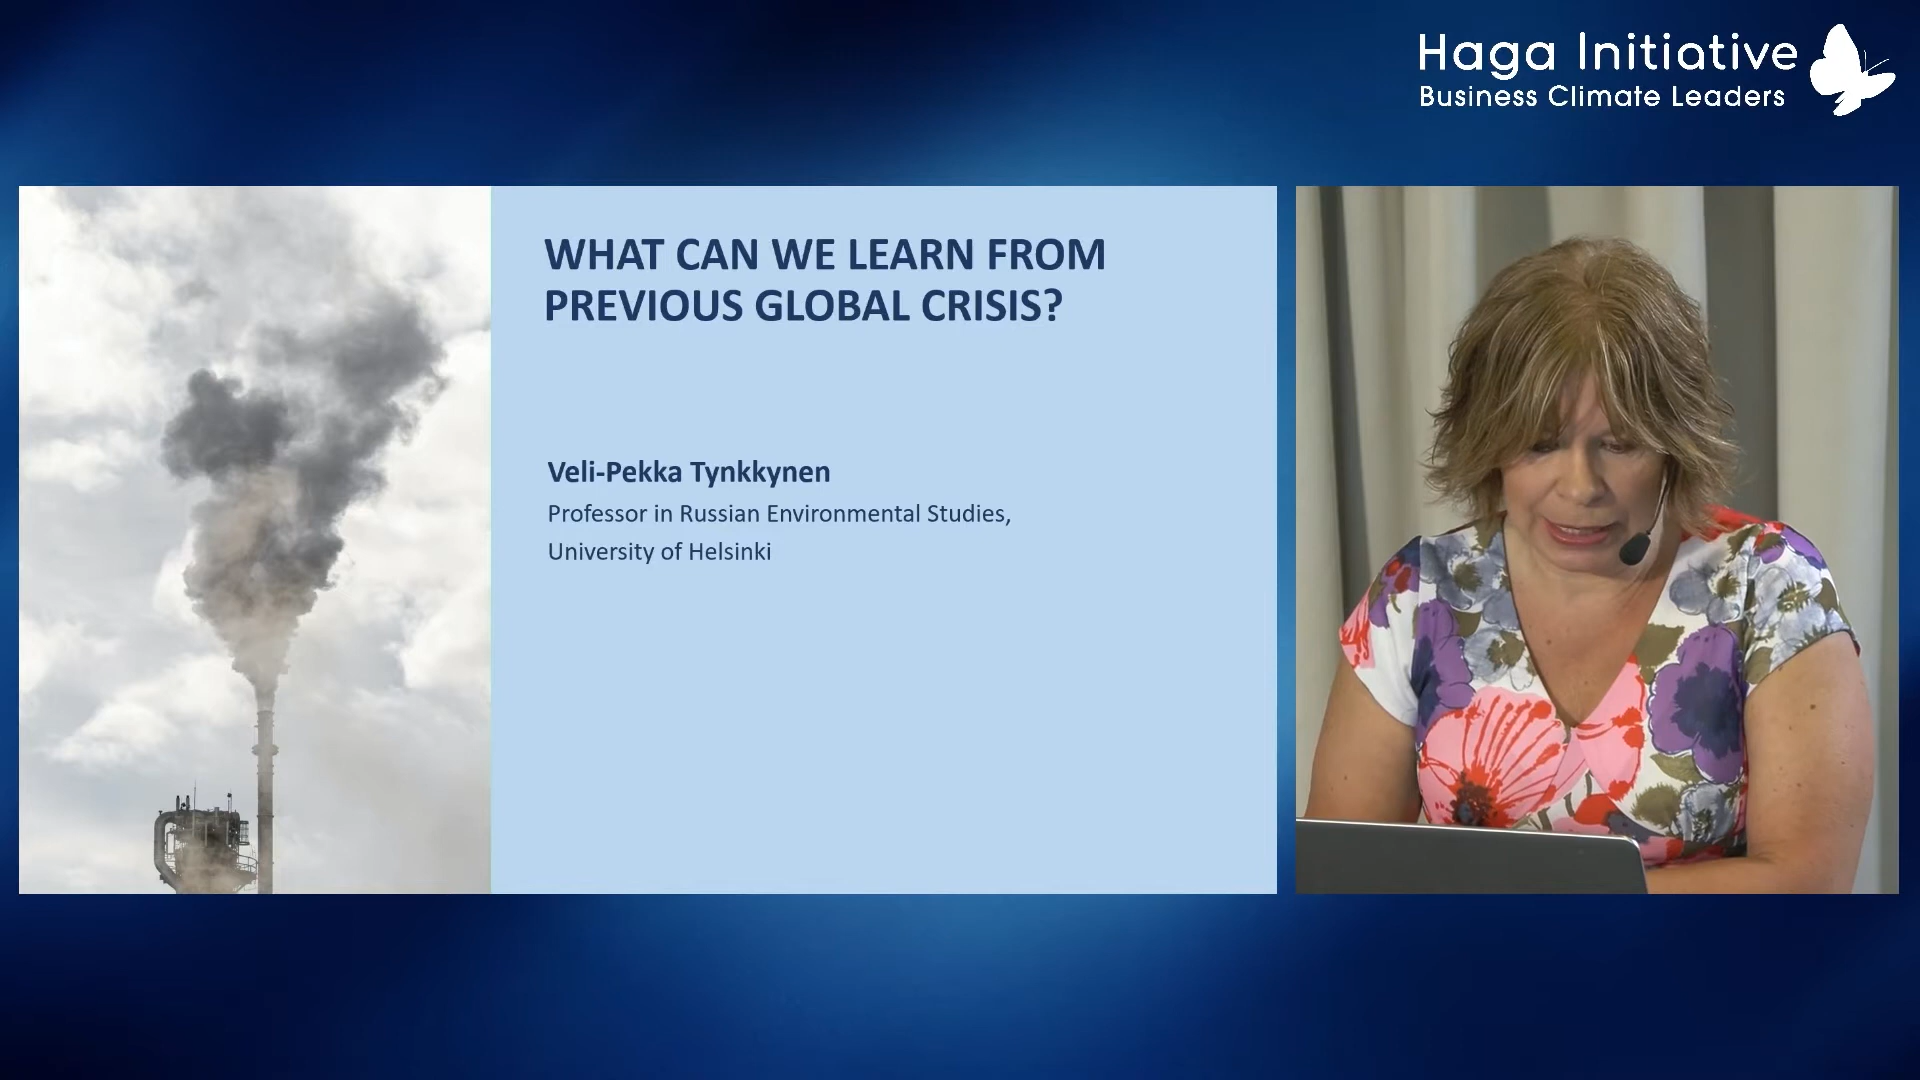 Haga Initiative
Business Climate Leaders
WHAT CAN WE LEARN FROM
PREVIOUS GLOBAL CRISIS?
Veli-Pekka Tynkkynen
Professor in Russian Environmental Studies,
University of Helsinki